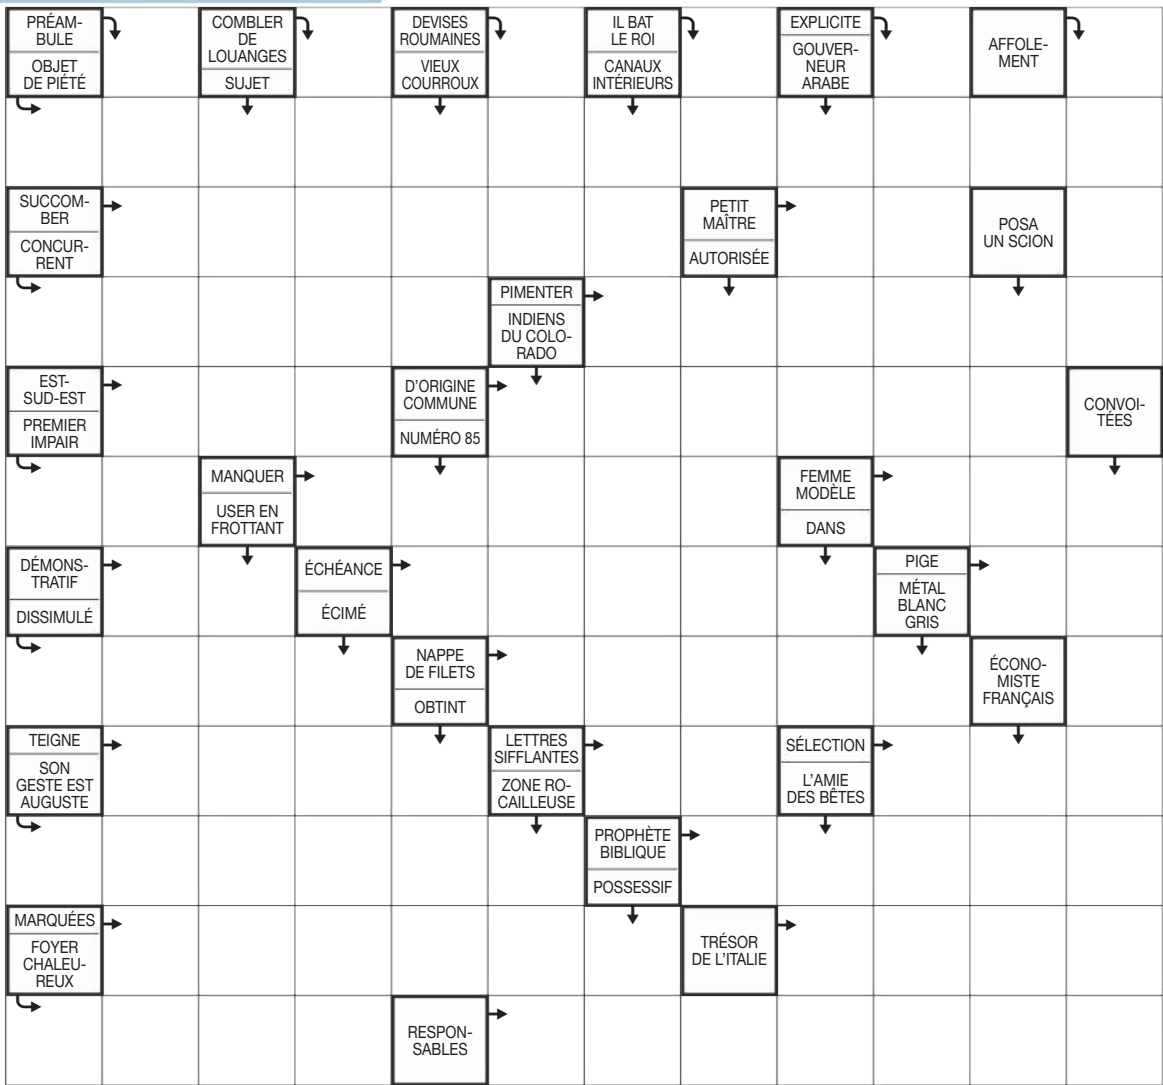 PRÉAM-
BULE
OBJET
DE PIÉTÉ
COMBLER
DE
LOUANGES
SUJET
DEVISES
ROUMAINES
VIEUX
COURROUX
IL BAT
LE ROI
CANAUX
INTÉRIEURS
EXPLICITE
GOUVER-
NEUR
ARABE
AFFOLE-
MENT
SUCCOM-
BER
CONCUR-
RENT
PETIT
MAÎTRE
AUTORISÉE
POSA
UN SCION
PIMENTER
INDIENS
DU COLO-
RADO
EST-
SUD-EST
PREMIER
IMPAIR
D'ORIGINE
COMMUNE
NUMÉRO 85
CONVOI-
TÉES
MANQUER
USER EN
FROTTANT
FEMME
MODÈLE
DANS
DÉMONS-
TRATIF
DISSIMULÉ
ÉCHÉANCE
ÉCIMÉ
PIGE
MÉTAL
BLANC
GRIS
NAPPE
DE FILETS
OBTINT
ÉCONO-
MISTE
FRANÇAIS
TEIGNE
SON
GESTE EST
AUGUSTE
LETTRES
SIFFLANTES
ZONE RO-
CAILLEUSE
SÉLECTION
L'AMIE
DES BÊTES
PROPHÈTE
BIBLIQUE
POSSESSIF
MARQUÉES
FOYER
CHALEU-
REUX
TRÉSOR
DE L'ITALIE
RESPON-
SABLES